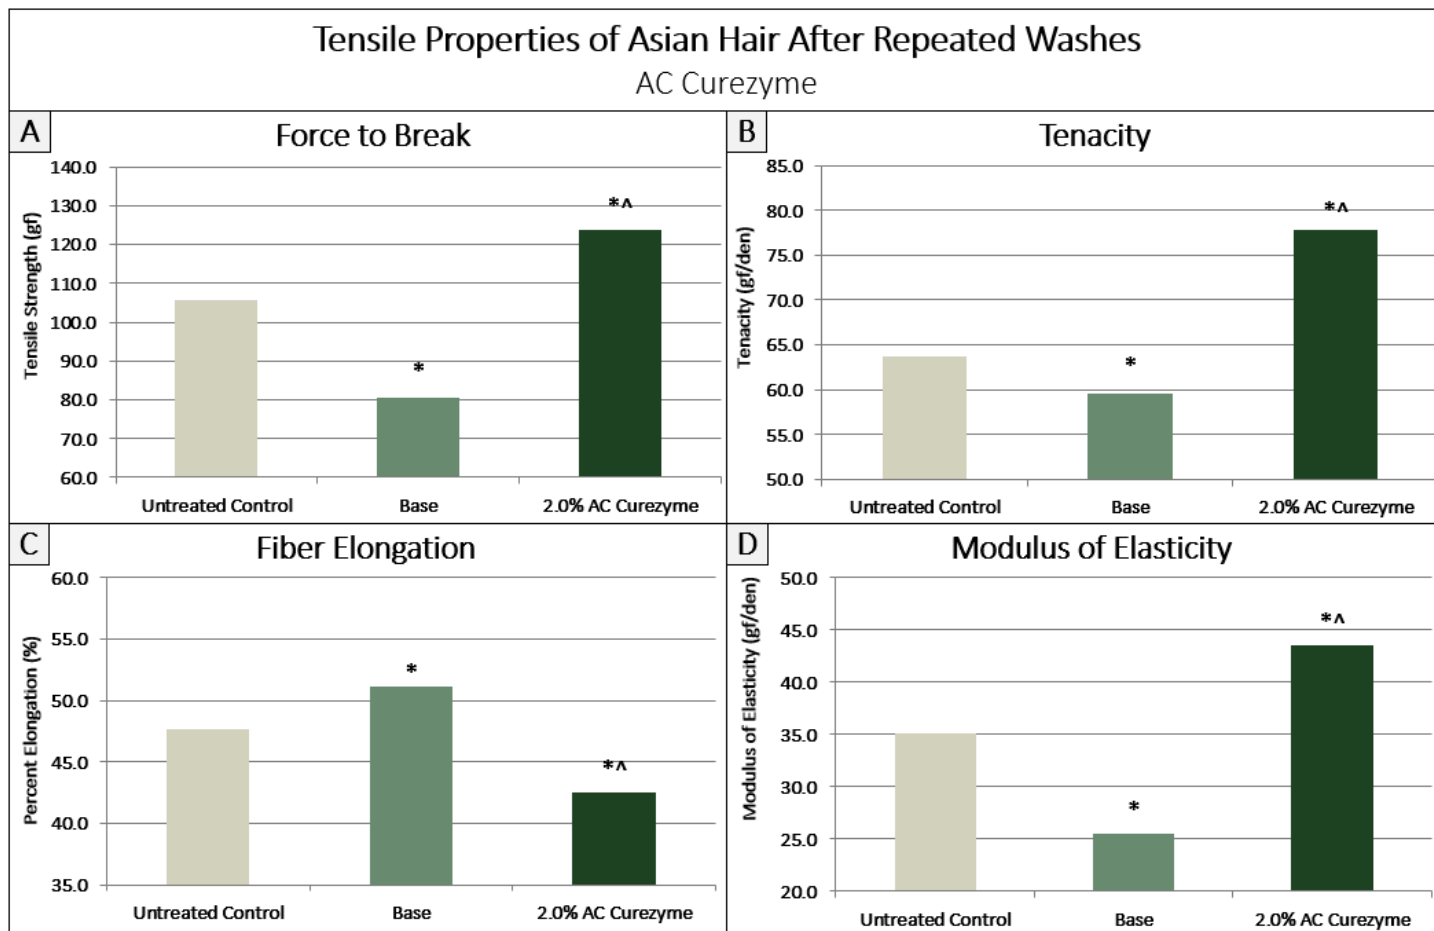 Tensile Properties of Asian Hair After Repeated Washes
AC Curezyme
A
Force to Break
Tensile Strength (gf)
140.0
130.0
120.0
110.0
100.0
90.0
80.0
70.0
60.0
*
*^
Untreated Control Base 2.0% AC Curezyme
B
Tenacity
Tenacity (gf/den)
85.0
80.0
75.0
70.0
65.0
60.0
55.0
50.0
*
*^
Untreated Control Base 2.0% AC Curezyme
C
Fiber Elongation
Percent Elongation (%)
60.0
55.0
50.0
45.0
40.0
35.0
*
*^
Untreated Control Base 2.0% AC Curezyme
D
Modulus of Elasticity
Modulus of Elasticity (gf/den)
50.0
45.0
40.0
35.0
30.0
25.0
20.0
*
*^
Untreated Control Base 2.0% AC Curezyme